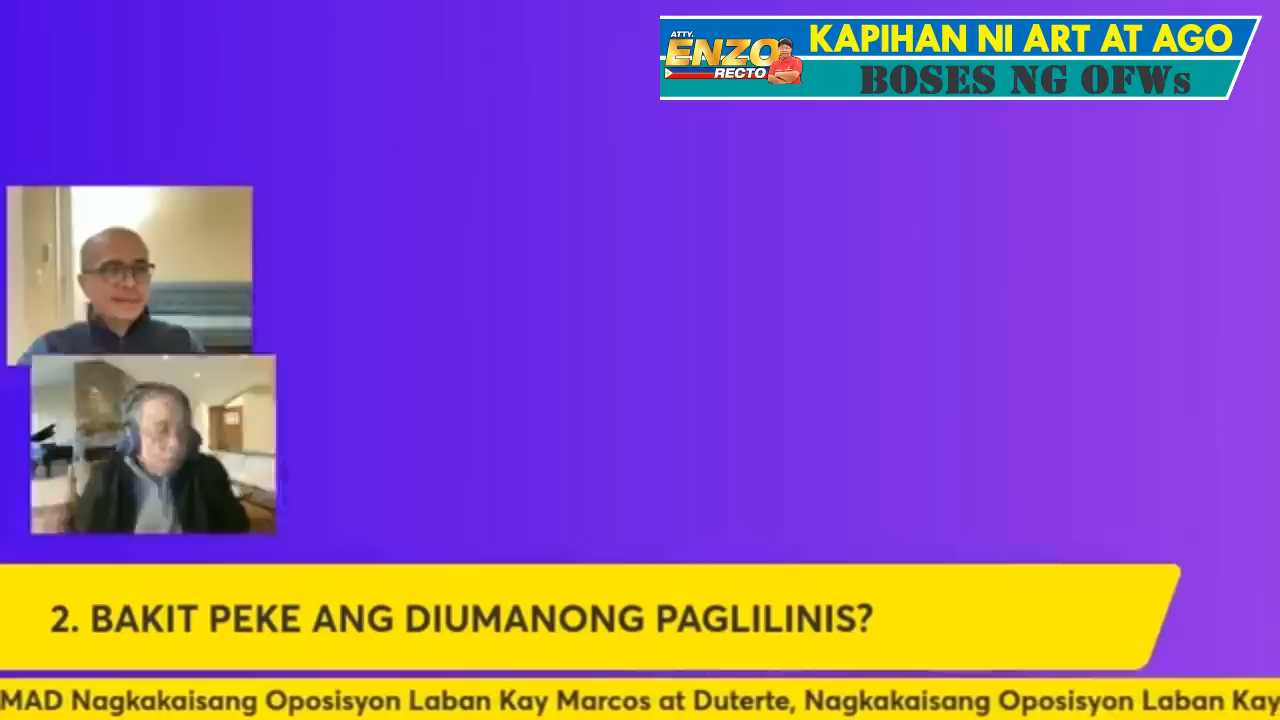 ATTY.
ENZO
RECTO
KAPIHAN NI ART AT AGO
BOSES NG OFWs
2. BAKIT PEKE ANG DIUMANONG PAGLILINIS?
MAD Nagkakaisang Oposisyon Laban Kay Marcos at Duterte, Nagkakaisang Oposisyon Laban Kay